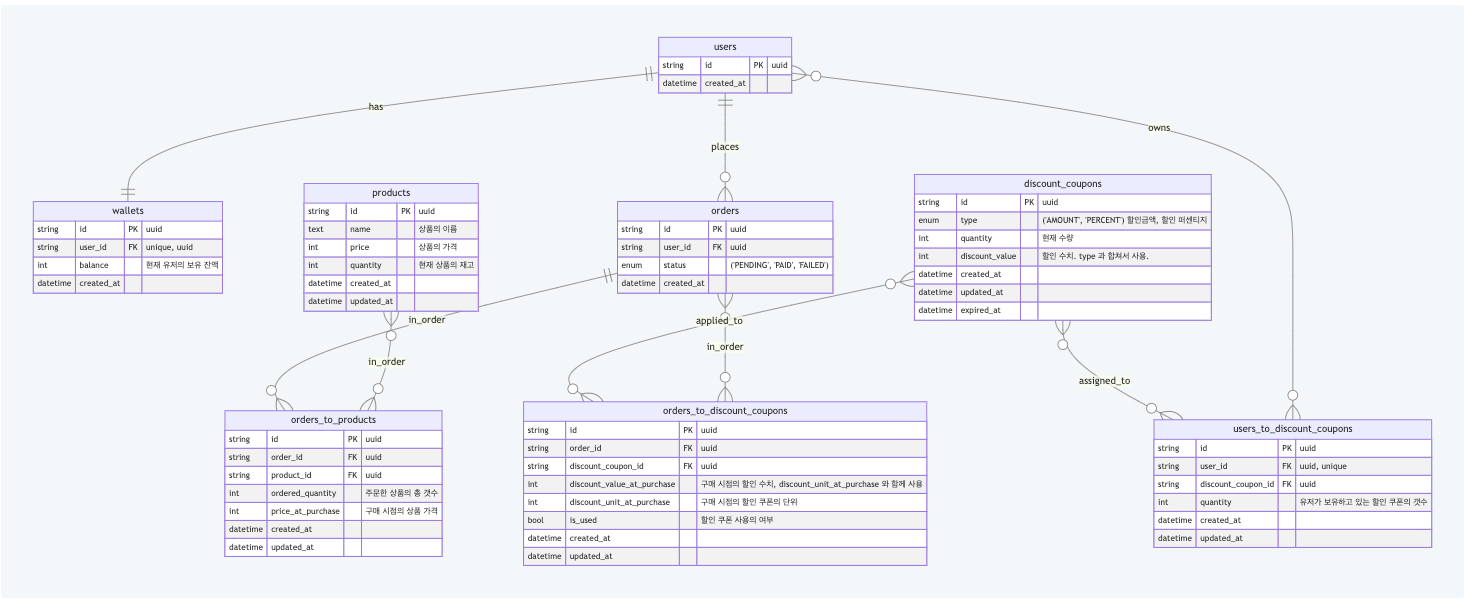 users
string id PK uuid
datetime created_at
has
places
owns
wallets
string id PK uuid
string user_id FK unique, uuid
int balance 현재 유저의 보유 잔액
datetime created_at
products
string id PK uuid
text name 상품의 이름
int price 상품의 가격
int quantity 현재 상품의 재고
datetime created_at
datetime updated_at
orders
string id PK uuid
string user_id FK uuid
enum status ('PENDING', 'PAID', 'FAILED')
datetime created_at
discount_coupons
string id PK uuid
enum type ('AMOUNT', 'PERCENT') 할인금액, 할인 퍼센티지
int quantity 현재 수량
int discount_value 할인 수치. type 과 합쳐서 사용.
datetime created_at
datetime updated_at
datetime expired_at
in_order
in_order
applied_to
in_order
assigned_to
orders_to_products
string id PK uuid
string order_id FK uuid
string product_id FK uuid
int ordered_quantity 주문한 상품의 총 갯수
int price_at_purchase 구매 시점의 상품 가격
datetime created_at
datetime updated_at
orders_to_discount_coupons
string id PK uuid
string order_id FK uuid
string discount_coupon_id FK uuid
int discount_value_at_purchase 구매 시점의 할인 수치, discount_unit_at_purchase 와 함께 사용
int discount_unit_at_purchase 구매 시점의 할인 쿠폰의 단위
bool is_used 할인 쿠폰 사용의 여부
datetime created_at
datetime updated_at
users_to_discount_coupons
string id PK uuid
string user_id FK uuid, unique
string discount_coupon_id FK uuid
int quantity 유저가 보유하고 있는 할인 쿠폰의 갯수
datetime created_at
datetime updated_at